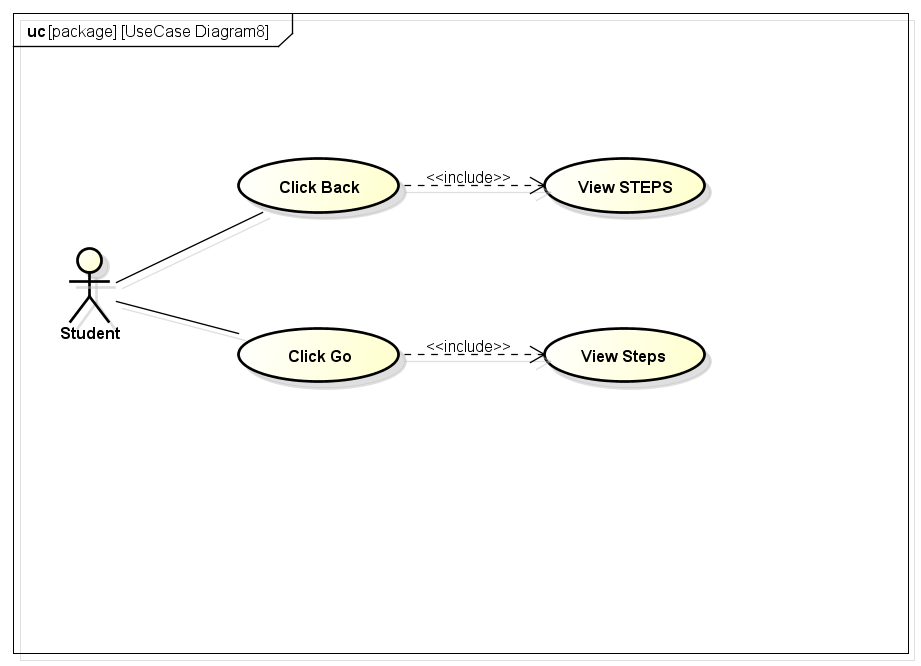 uc [package] [UseCase Diagram8]
Click Back
<<include>>
View STEPS
Student
Click Go
<<include>>
View Steps